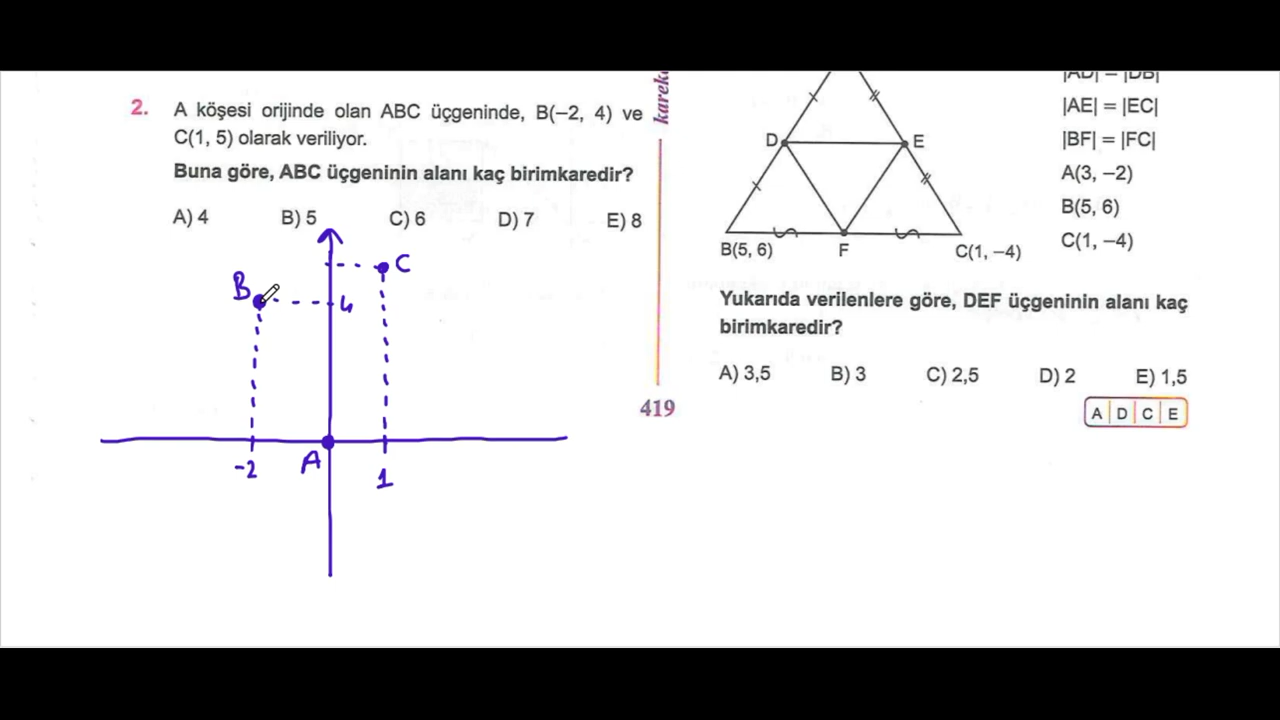 2. A köşesi orijinde olan ABC üçgeninde, B(−2, 4) ve
C(1, 5) olarak veriliyor.
Buna göre, ABC üçgeninin alanı kaç birimkaredir?
A) 4 B) 5 C) 6 D) 7 E) 8
C
B
4
-2
A
1
419
D
E
B(5, 6)
F
C(1, −4)
|AD| = |DB|
|AE| = |EC|
|BF| = |FC|
A(3, −2)
B(5, 6)
C(1, −4)
Yukarıda verilenlere göre, DEF üçgeninin alanı kaç
birimkaredir?
A) 3,5 B) 3 C) 2,5 D) 2 E) 1,5
A D C E